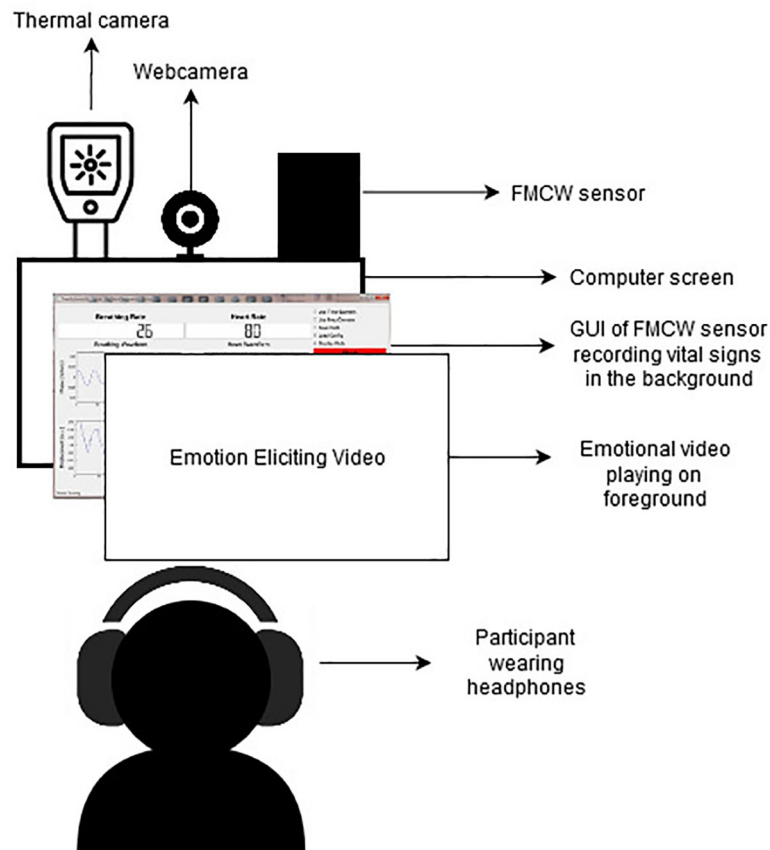 Thermal camera
Webcamera
FMCW sensor
Computer screen
Breathing Rate
Heart Rate
26
80
GUI of FMCW sensor
recording vital signs
in the background
Emotion Eliciting Video
Emotional video
playing on
foreground
Participant
wearing
headphones